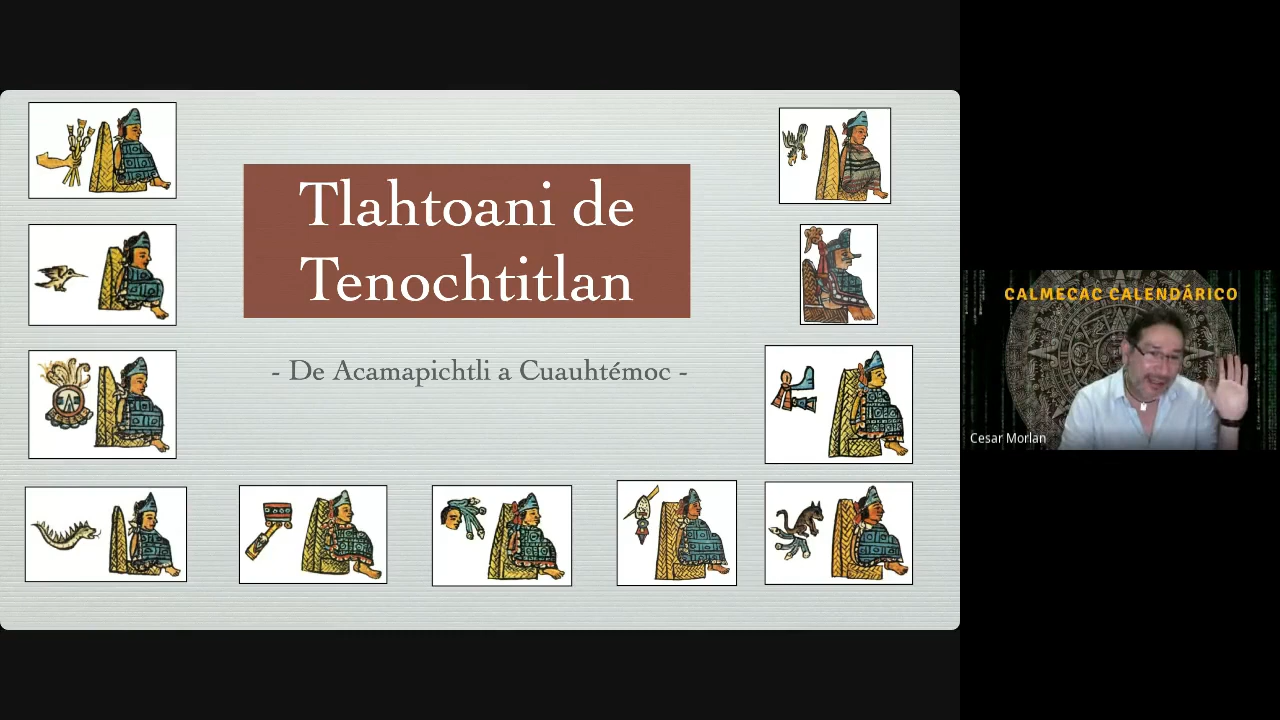 Tlahtoani de
Tenochtitlan
- De Acamapichtli a Cuauhtémoc -
CALMECAC CALENDÁRICO
Cesar Morlan